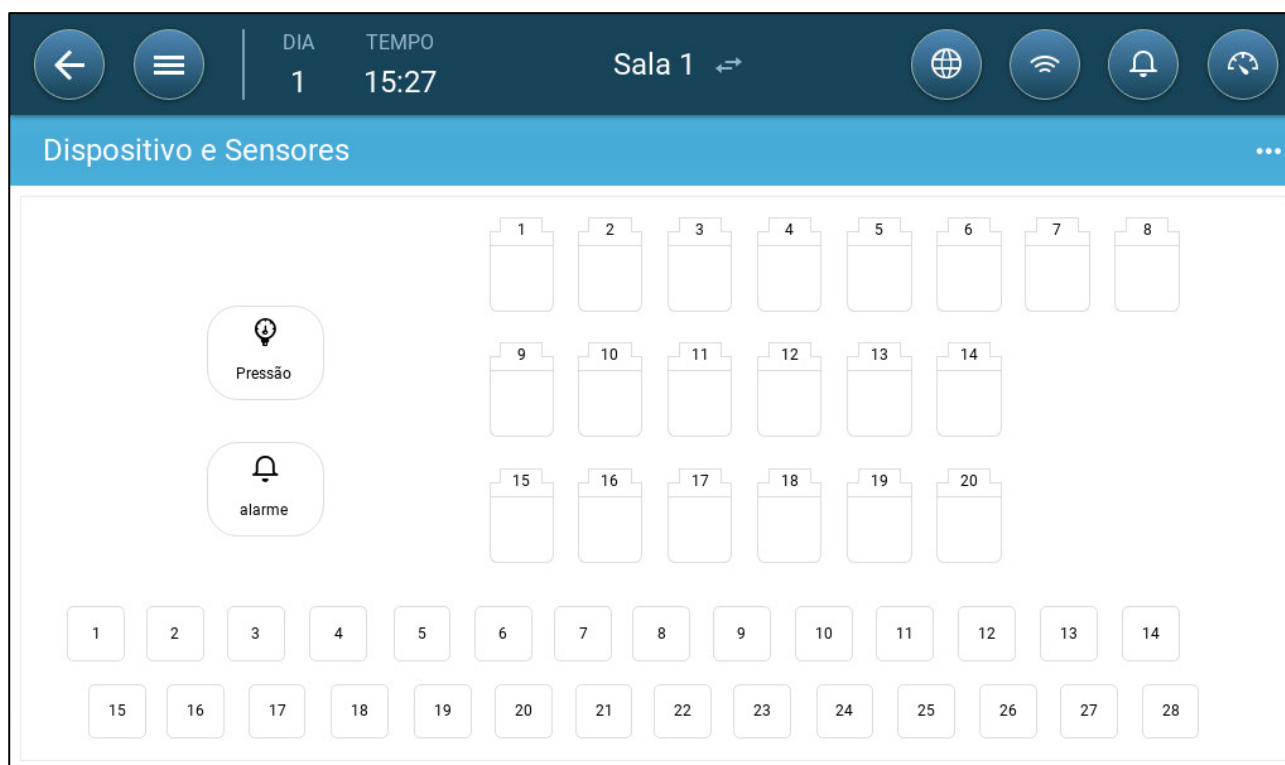 DIA TEMPO
1 15:27 Sala 1
Dispositivo e Sensores
1 2 3 4 5 6 7 8
Pressão
9 10 11 12 13 14
alarme
15 16 17 18 19 20
1 2 3 4 5 6 7 8 9 10 11 12 13 14
15 16 17 18 19 20 21 22 23 24 25 26 27 28